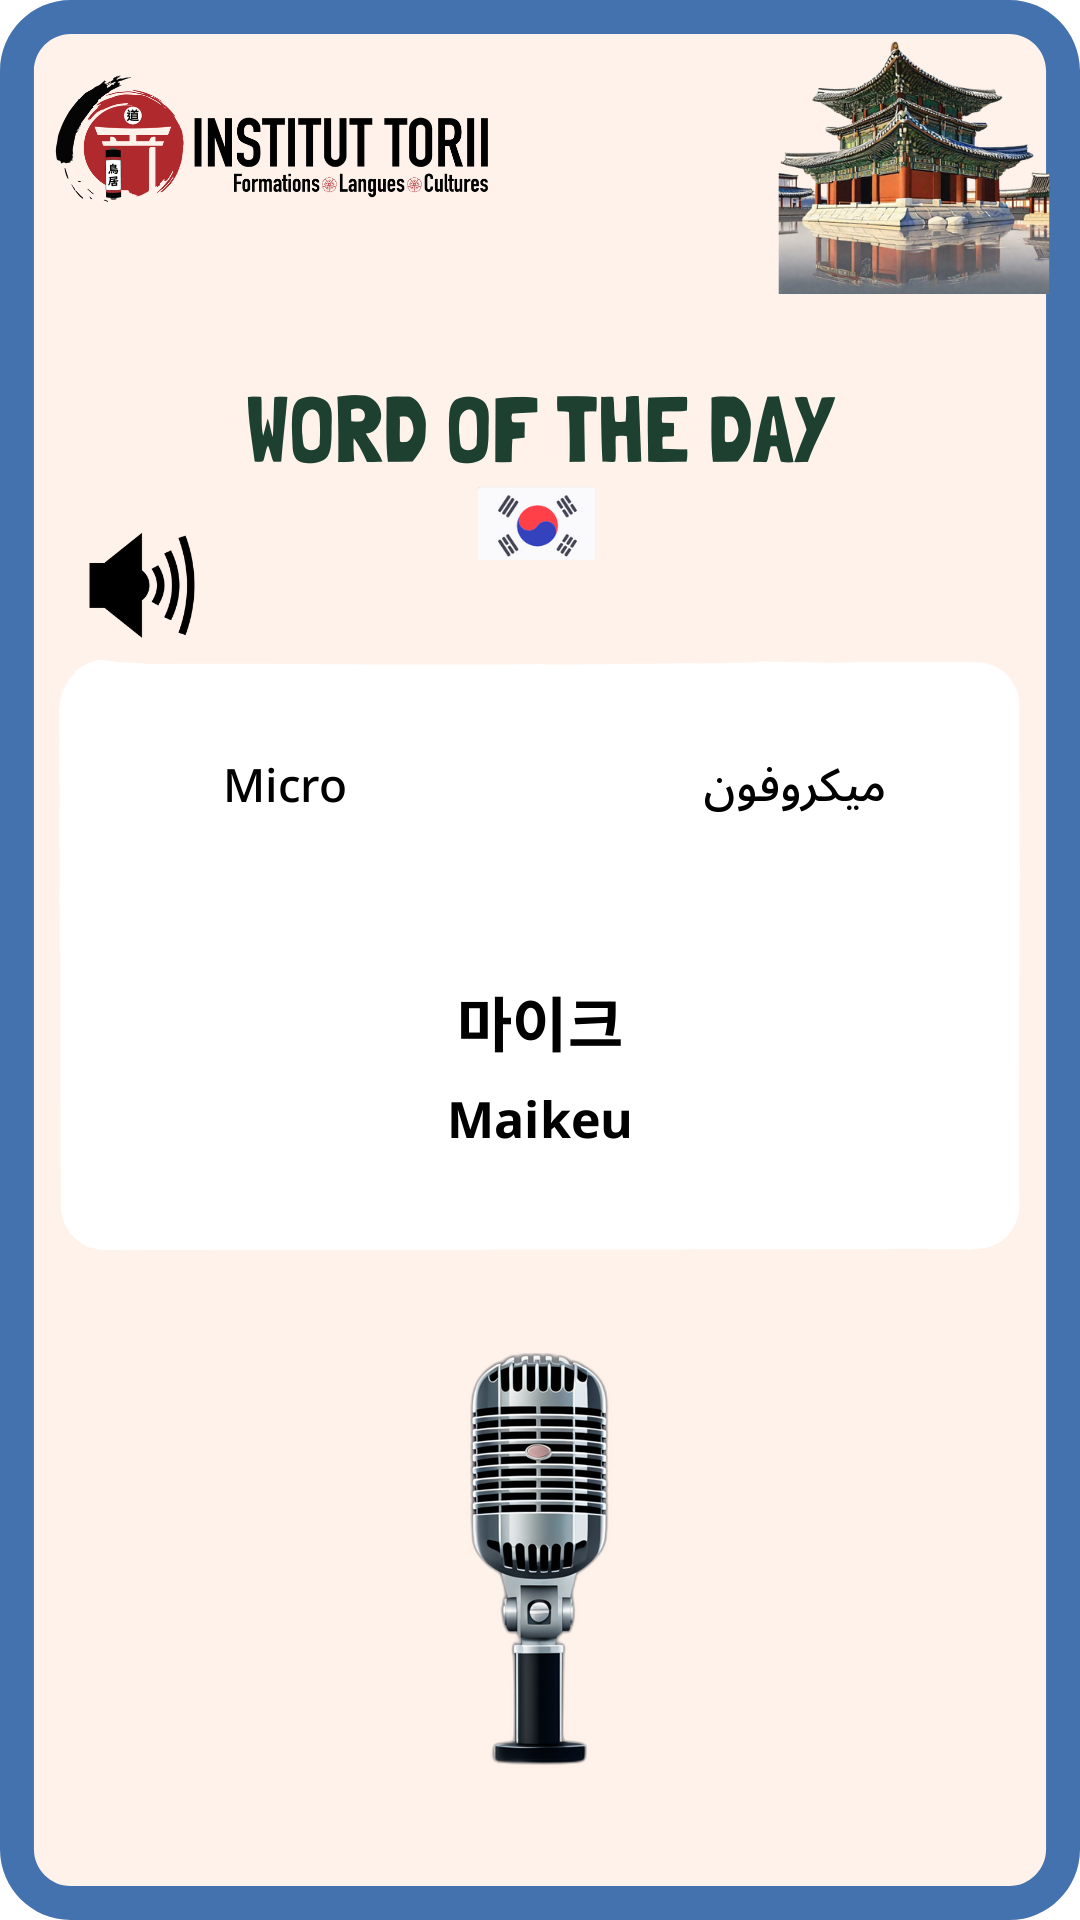 道
鳥居
INSTITUT TORII
Formations Langues Cultures
WORD OF THE DAY
Micro
ميكروفون
마이크
Maikeu